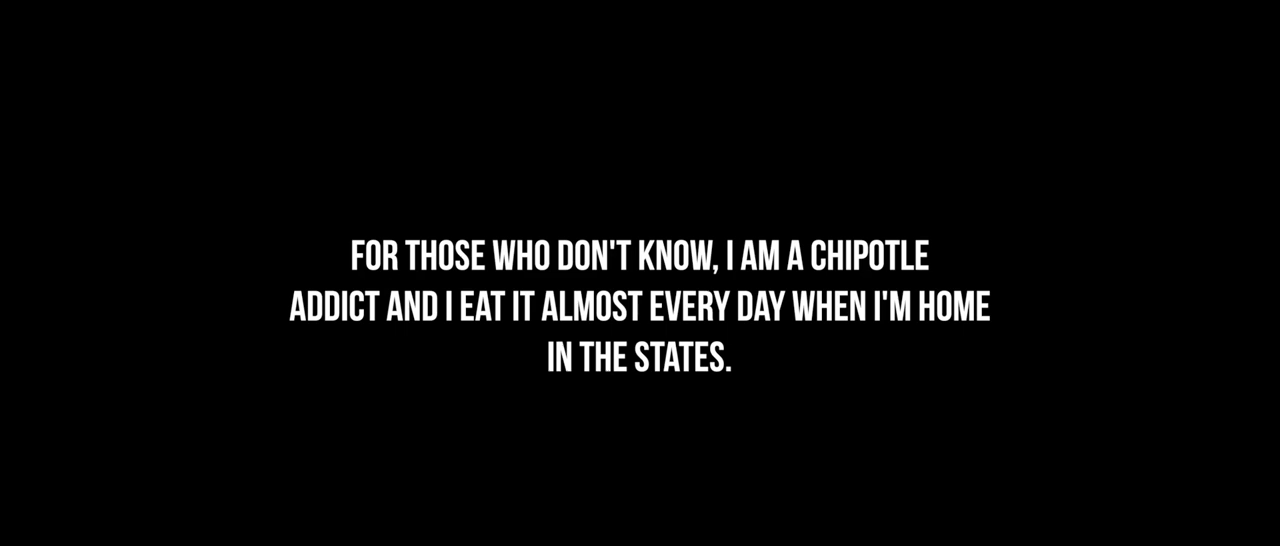 FOR THOSE WHO DON'T KNOW, I AM A CHIPOTLE
ADDICT AND I EAT IT ALMOST EVERY DAY WHEN I'M HOME
IN THE STATES.